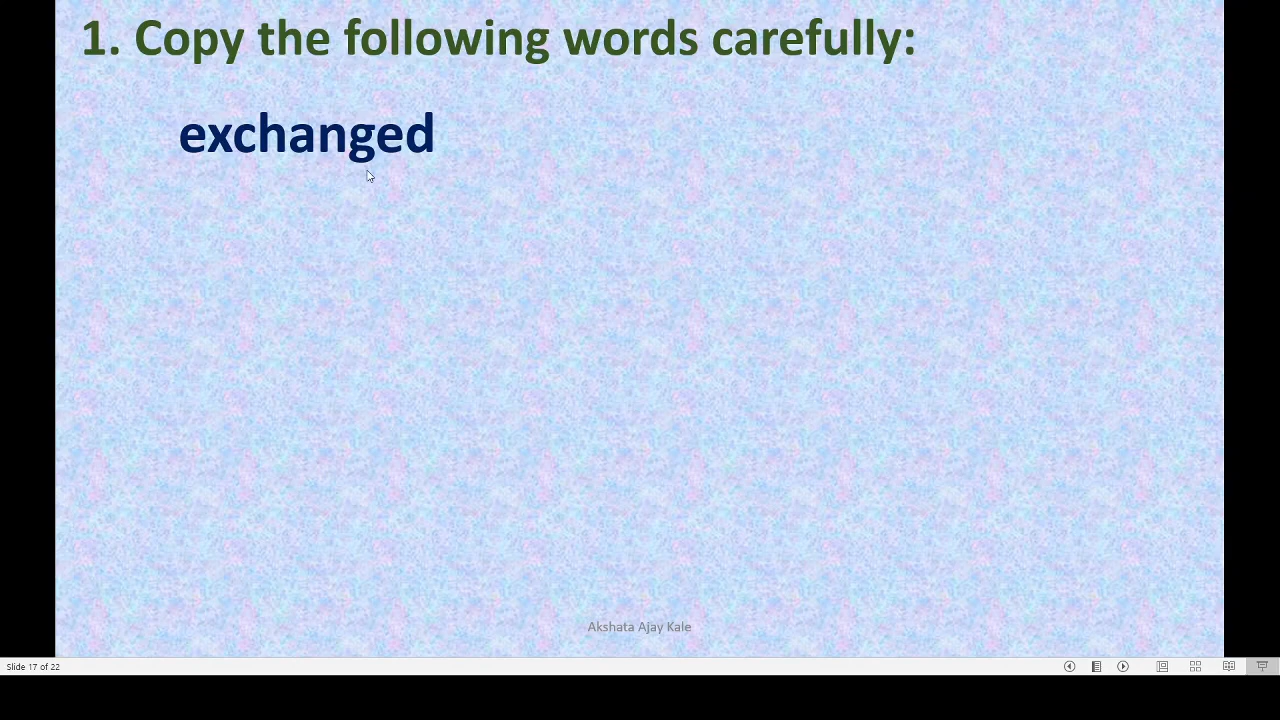 1. Copy the following words carefully:
exchanged
Akshata Ajay Kale
Slide 17 of 22